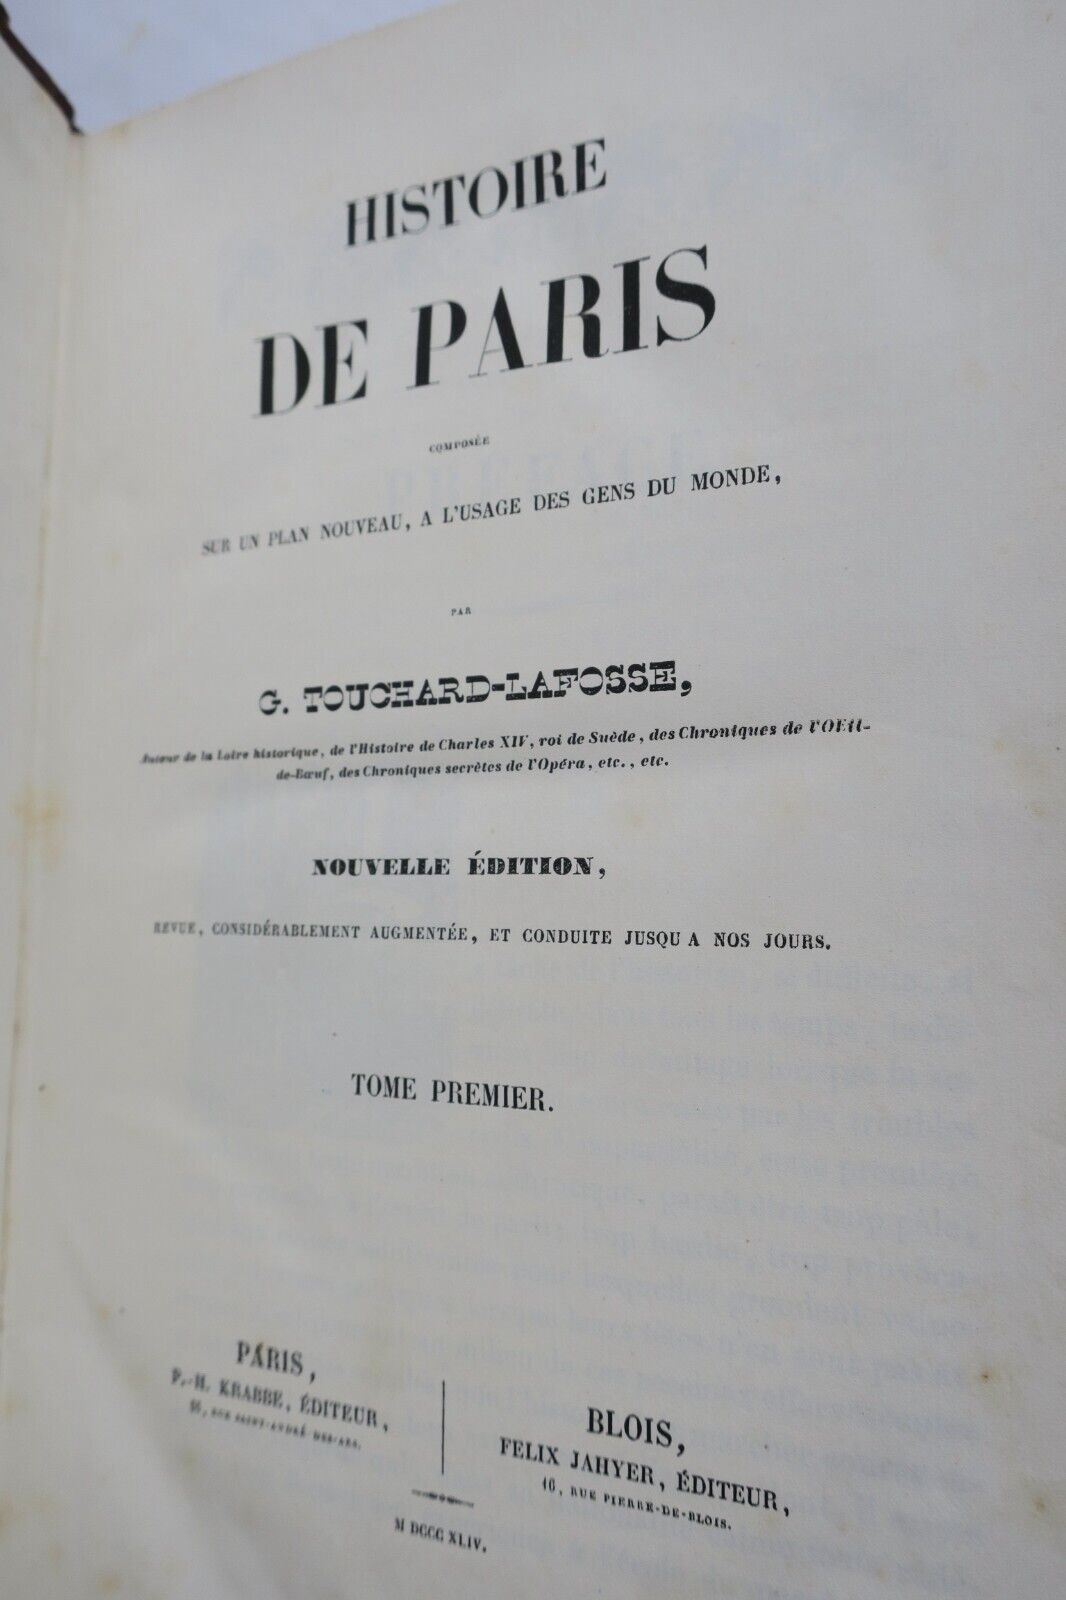 HISTOIRE
DE PARIS
COMPOSÉE
SUR UN PLAN NOUVEAU, A L'USAGE DES GENS DU MONDE,
PAR
G. TOUCHARD-LAFOSSE,
Auteur de la Loire historique, de l'Histoire de Charles XIV, roi de Suède, des Chroniques de l'OEil-
de-Bœuf, des Chroniques secrètes de l'Opéra, etc., etc.
NOUVELLE ÉDITION,
REVUE, CONSIDÉRABLEMENT AUGMENTÉE, ET CONDUITE JUSQU A NOS JOURS.
TOME PREMIER.
PARIS,
F.-H. KRABBE, ÉDITEUR,
RUE SAINT-ANDRÉ-DES-ARS.
BLOIS,
FELIX JAHYER, ÉDITEUR,
16, RUE PIERRE-DE-BLOIS.
M DCCC XLIV.